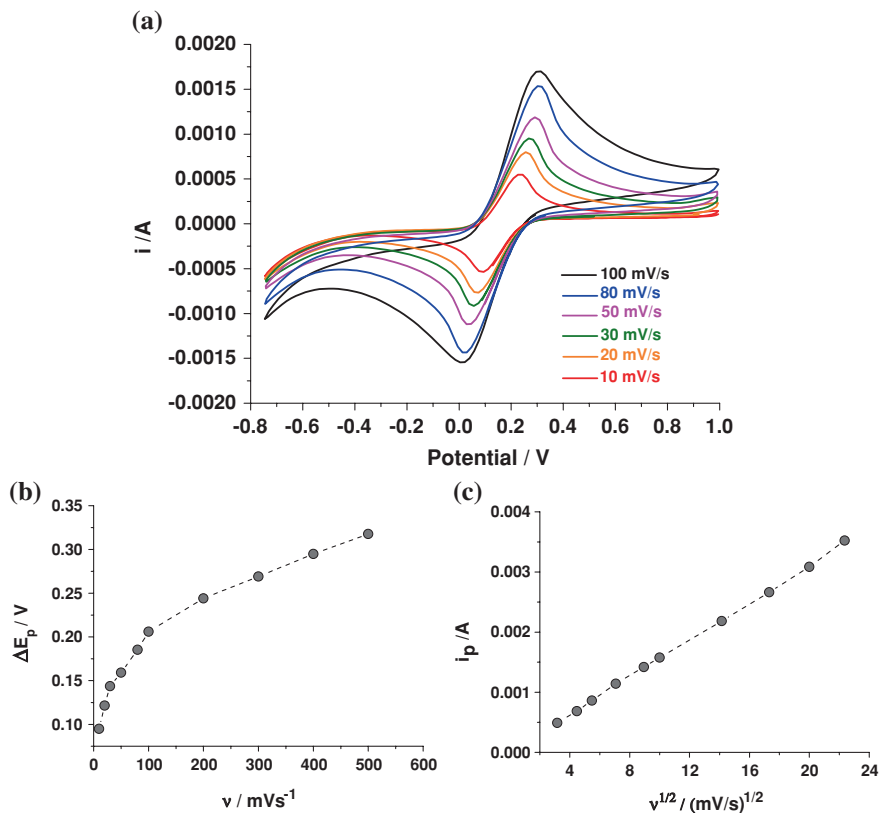 (a)
0.0020
0.0015
0.0010
0.0005
0.0000
-0.0005
-0.0010
-0.0015
-0.0020
i /A
100 mV/s
80 mV/s
50 mV/s
30 mV/s
20 mV/s
10 mV/s
-0.8 -0.6 -0.4 -0.2 0.0 0.2 0.4 0.6 0.8 1.0
Potential / V
(b)
0.35
0.30
0.25
0.20
0.15
0.10
ΔE_p / V
0 100 200 300 400 500 600
ν / mVs⁻¹
(c)
0.004
0.003
0.002
0.001
0.000
i_p /A
4 8 12 16 20 24
ν^1/2 / (mV/s)^1/2